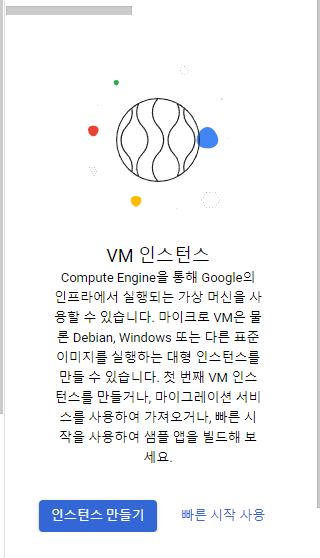 VM 인스턴스
Compute Engine을 통해 Google의
인프라에서 실행되는 가상 머신을 사
용할 수 있습니다. 마이크로 VM은 물
론 Debian, Windows 또는 다른 표준
이미지를 실행하는 대형 인스턴스를
만들 수 있습니다. 첫 번째 VM 인스
턴스를 만들거나, 마이그레이션 서비
스를 사용하여 가져오거나, 빠른 시
작을 사용하여 샘플 앱을 빌드해 보
세요.
인스턴스 만들기 빠른 시작 사용